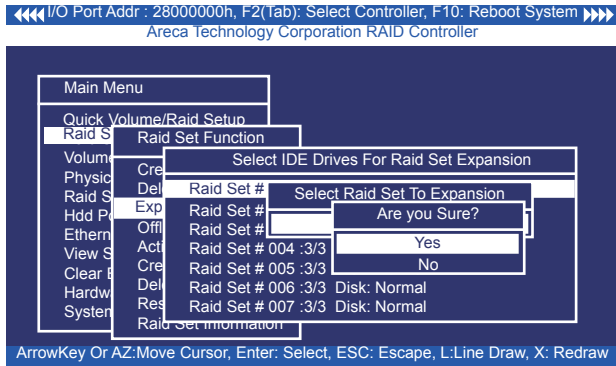 I/O Port Addr : 28000000h, F2(Tab): Select Controller, F10: Reboot System
Areca Technology Corporation RAID Controller
Main Menu
Quick Volume/Raid Setup
Raid S
Volume
Physic
Raid S
Hdd Po
Ethern
View S
Clear E
Hardw
System
Raid Set Function
Cre
Del
Exp
Offl
Acti
Cre
Del
Res
Raid Set Information
Select IDE Drives For Raid Set Expansion
Raid Set #
Raid Set #
Raid Set #
Raid Set # 004 :3/3
Raid Set # 005 :3/3
Raid Set # 006 :3/3 Disk: Normal
Raid Set # 007 :3/3 Disk: Normal
Select Raid Set To Expansion
Are you Sure?
Yes
No
ArrowKey Or AZ:Move Cursor, Enter: Select, ESC: Escape, L:Line Draw, X: Redraw